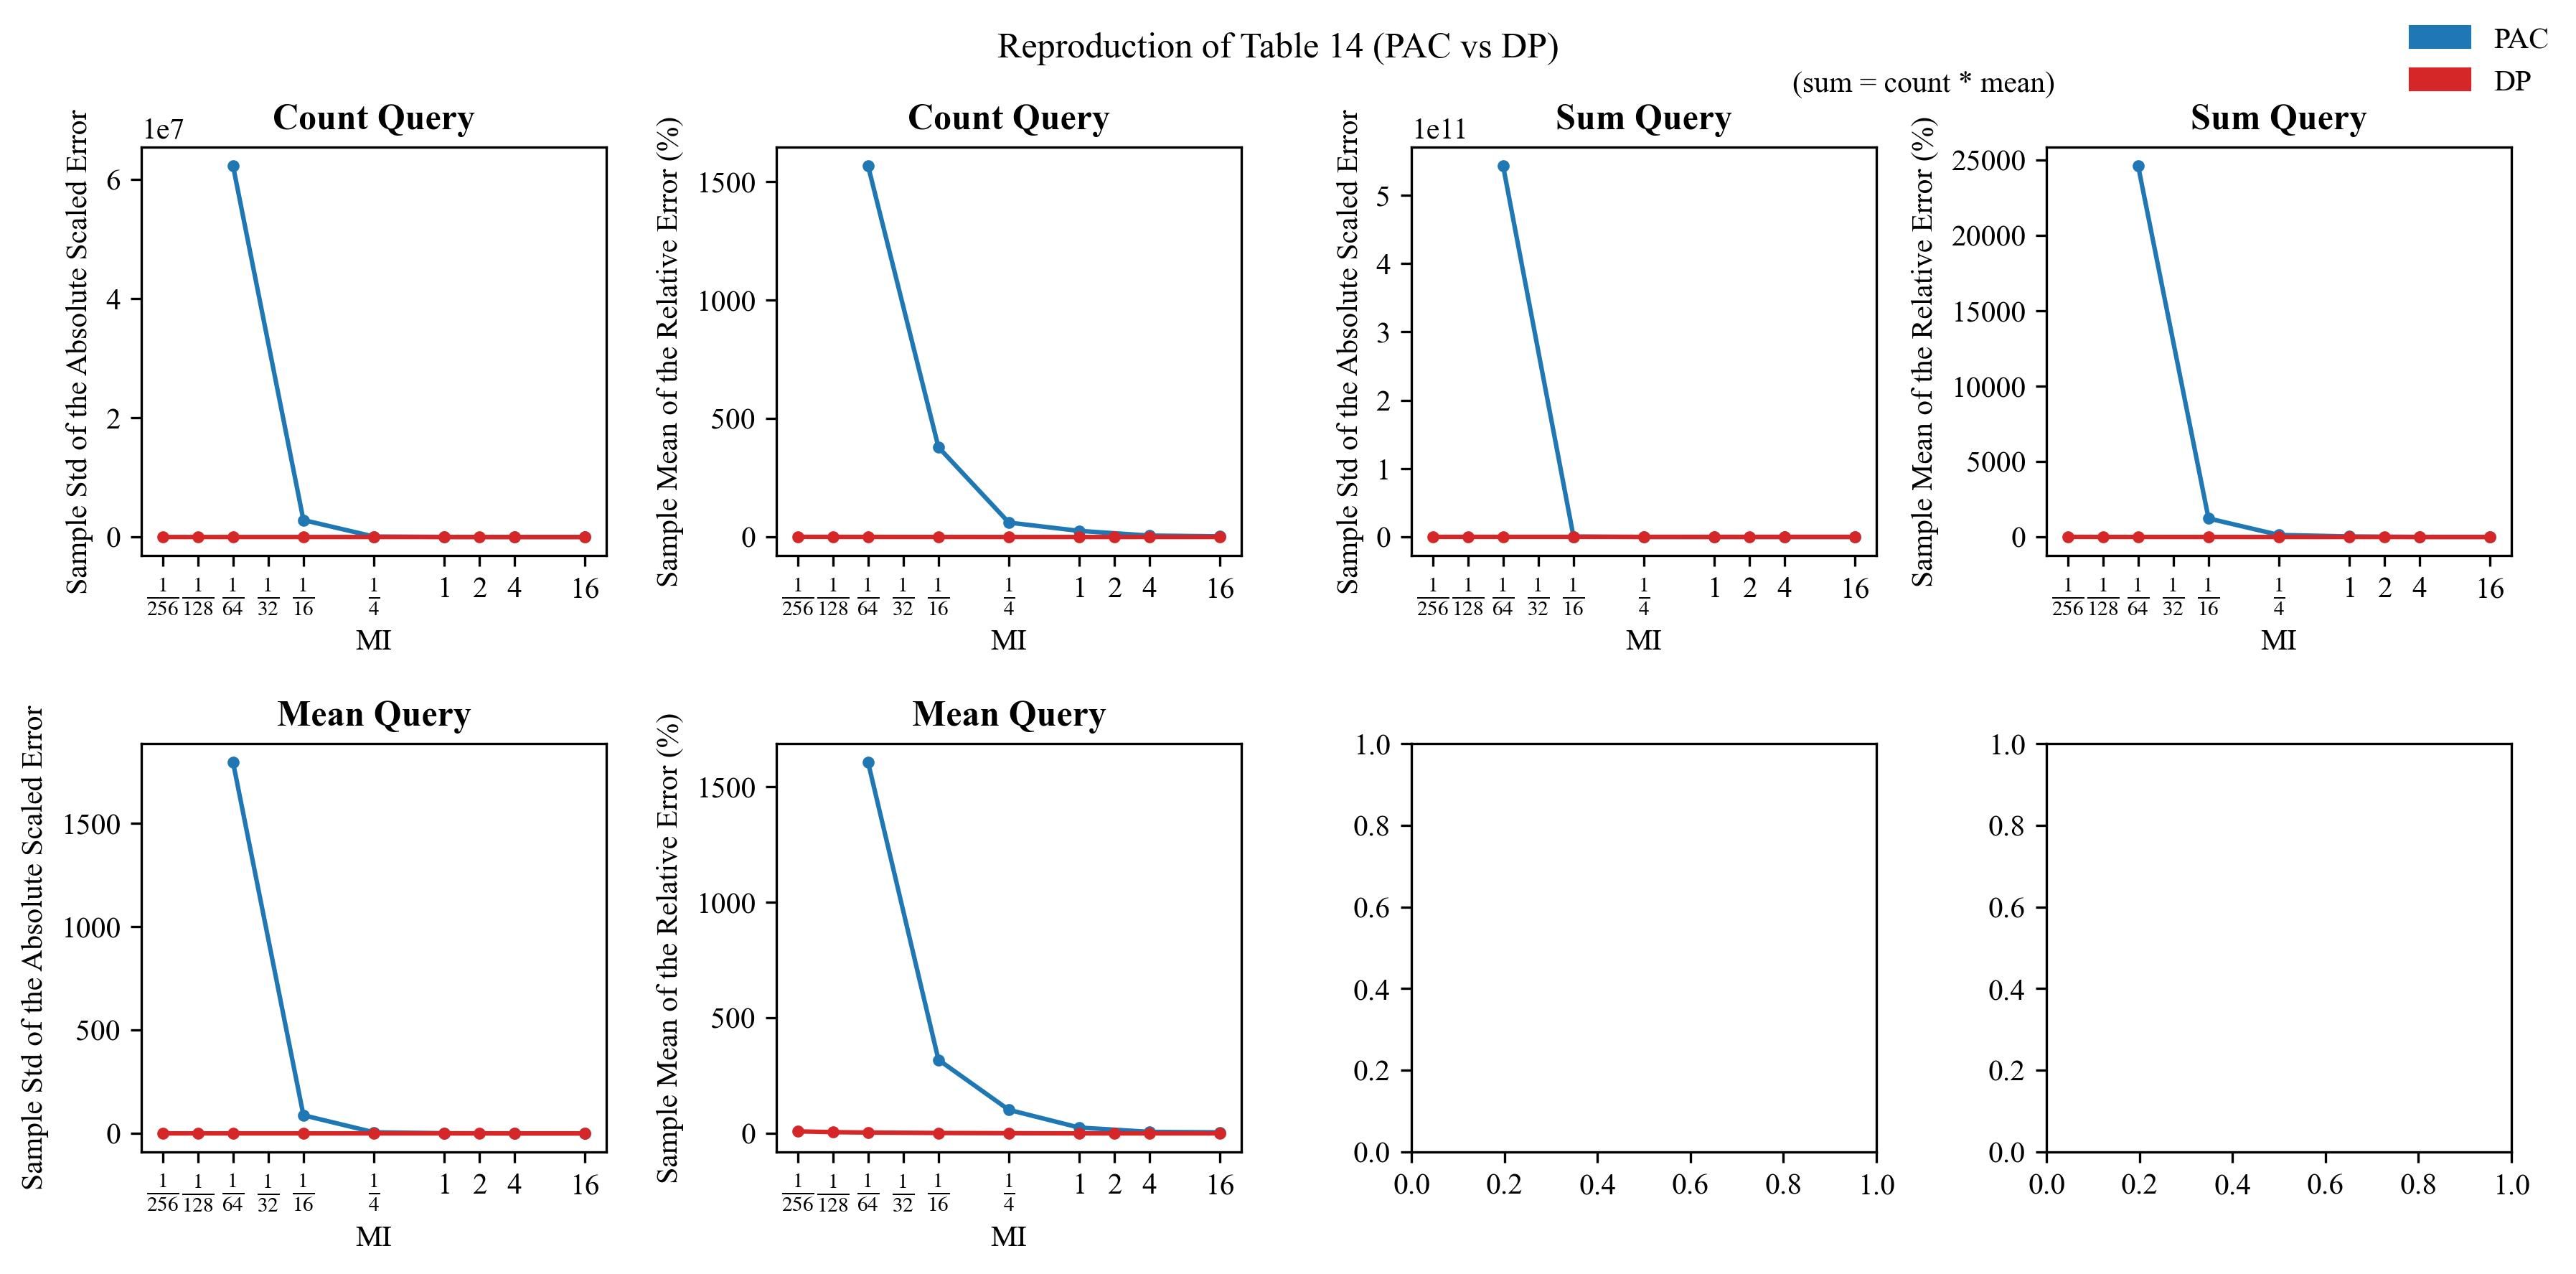 Reproduction of Table 14 (PAC vs DP)
PAC
DP
(sum = count * mean)
Count Query
1e7
Sample Std of the Absolute Scaled Error
6
4
2
0
1/256 1/128 1/64 1/32 1/16 1/4 1 2 4 16
MI
Count Query
Sample Mean of the Relative Error (%)
1500
1000
500
0
1/256 1/128 1/64 1/32 1/16 1/4 1 2 4 16
MI
Sum Query
1e11
Sample Std of the Absolute Scaled Error
5
4
3
2
1
0
1/256 1/128 1/64 1/32 1/16 1/4 1 2 4 16
MI
Sum Query
Sample Mean of the Relative Error (%)
25000
20000
15000
10000
5000
0
1/256 1/128 1/64 1/32 1/16 1/4 1 2 4 16
MI
Mean Query
Sample Std of the Absolute Scaled Error
1500
1000
500
0
1/256 1/128 1/64 1/32 1/16 1/4 1 2 4 16
MI
Mean Query
Sample Mean of the Relative Error (%)
1500
1000
500
0
1/256 1/128 1/64 1/32 1/16 1/4 1 2 4 16
MI
1.0
0.8
0.6
0.4
0.2
0.0
0.0 0.2 0.4 0.6 0.8 1.0
1.0
0.8
0.6
0.4
0.2
0.0
0.0 0.2 0.4 0.6 0.8 1.0